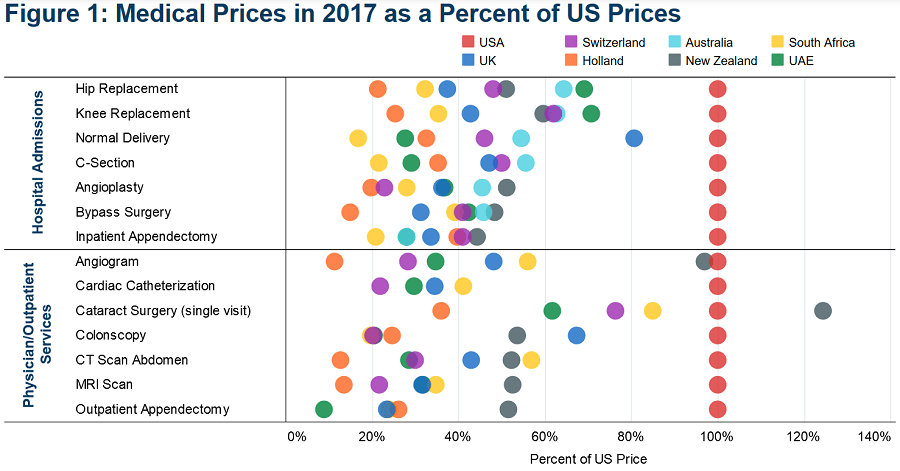 Figure 1: Medical Prices in 2017 as a Percent of US Prices
USA
Switzerland
Australia
South Africa
UK
Holland
New Zealand
UAE
Hospital Admissions
Hip Replacement
Knee Replacement
Normal Delivery
C-Section
Angioplasty
Bypass Surgery
Inpatient Appendectomy
Physician/Outpatient
Services
Angiogram
Cardiac Catheterization
Cataract Surgery (single visit)
Colonscopy
CT Scan Abdomen
MRI Scan
Outpatient Appendectomy
0% 20% 40% 60% 80% 100% 120% 140%
Percent of US Price